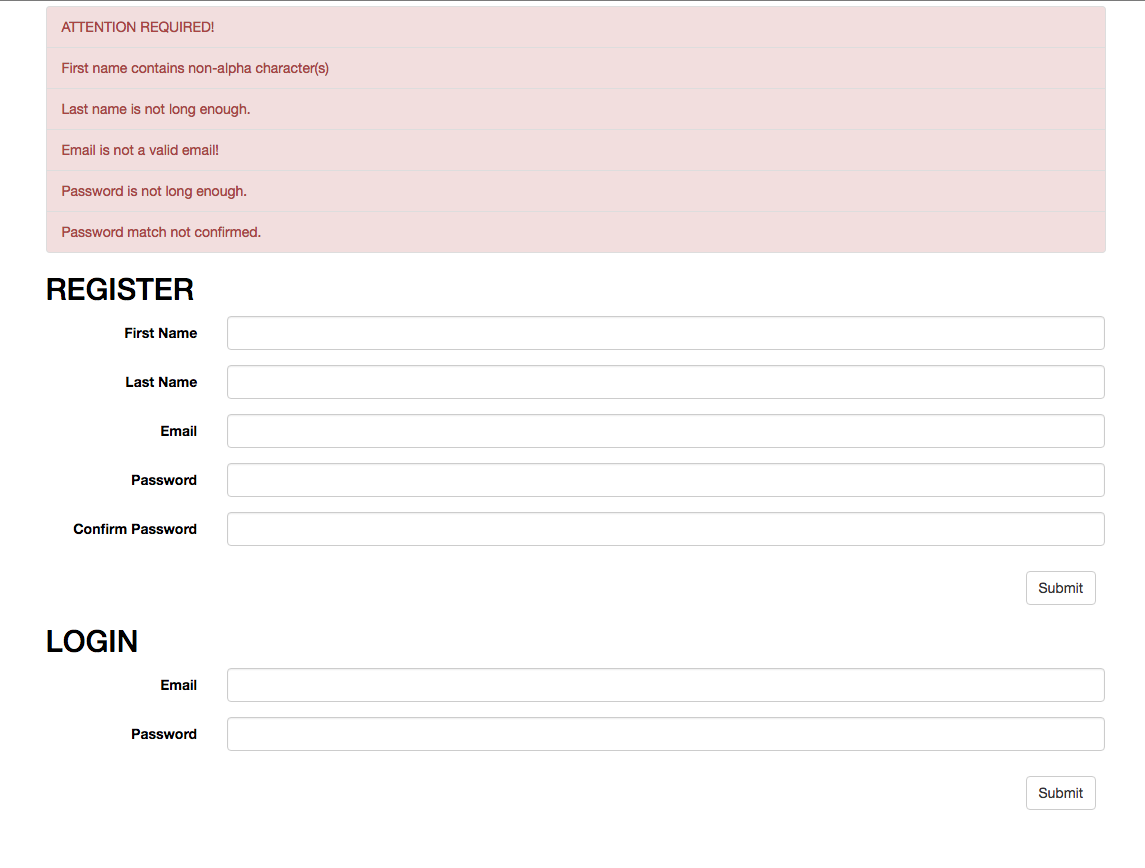 ATTENTION REQUIRED!
First name contains non-alpha character(s)
Last name is not long enough.
Email is not a valid email!
Password is not long enough.
Password match not confirmed.
REGISTER
First Name
Last Name
Email
Password
Confirm Password
Submit
LOGIN
Email
Password
Submit